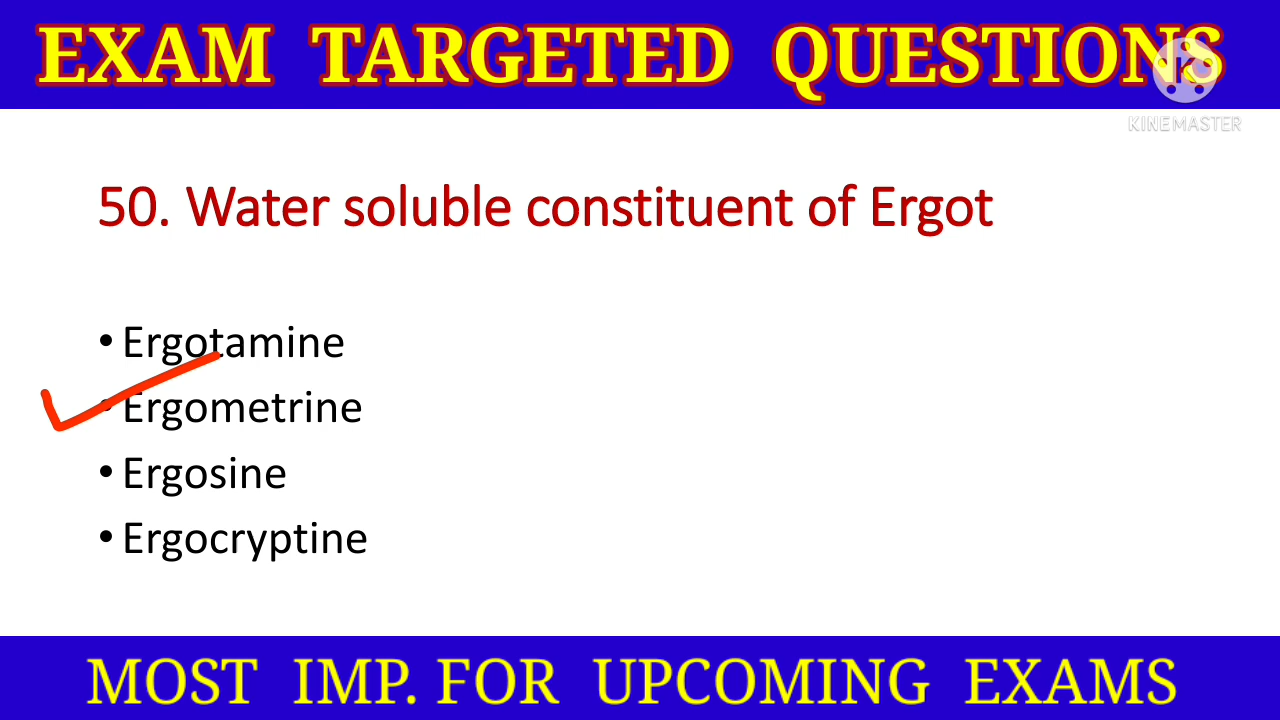 EXAM TARGETED QUESTIONS
K
KINEMASTER
50. Water soluble constituent of Ergot
• Ergotamine
• Ergometrine
• Ergosine
• Ergocryptine
MOST IMP. FOR UPCOMING EXAMS